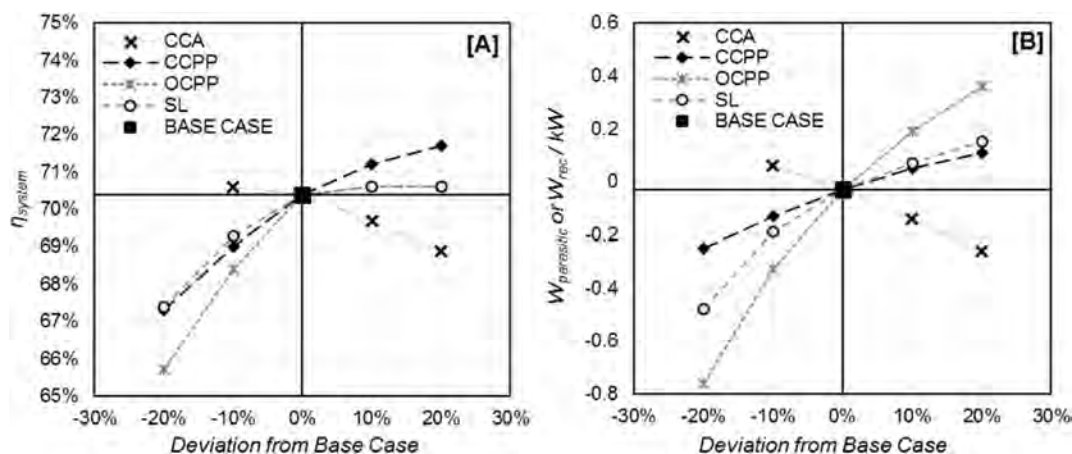 75%
74%
73%
72%
71%
70%
69%
68%
67%
66%
65%
η_system
CCA
CCPP
OCPP
SL
BASE CASE
[A]
-30% -20% -10% 0% 10% 20% 30%
Deviation from Base Case
0.6
0.4
0.2
0
-0.2
-0.4
-0.6
-0.8
W_parasitic or W_rec / kW
CCA
CCPP
OCPP
SL
BASE CASE
[B]
-30% -20% -10% 0% 10% 20% 30%
Deviation from Base Case